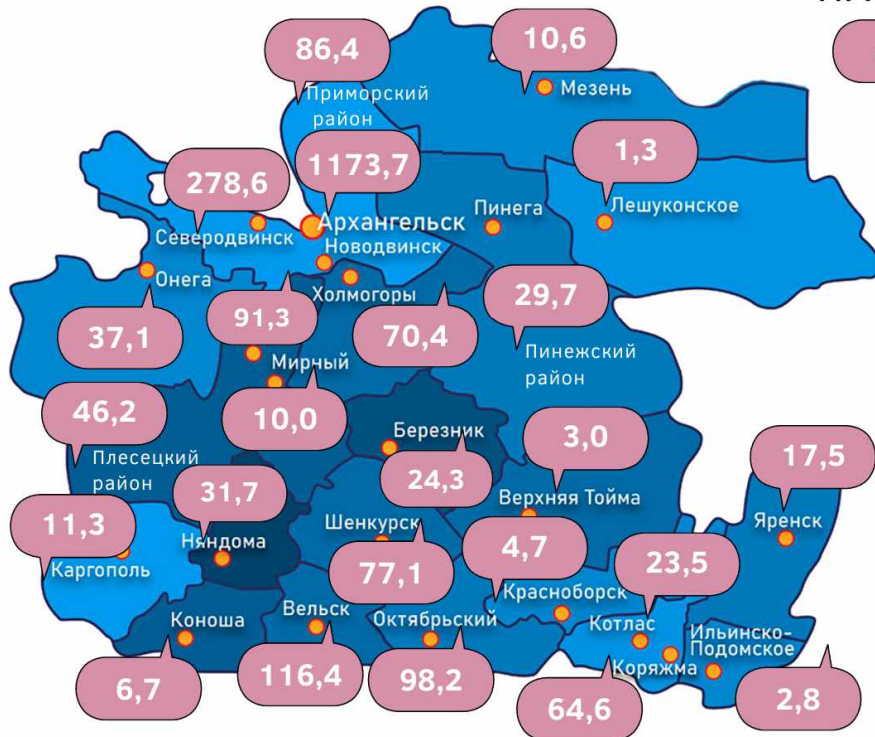 86,4
10,6
Приморский
район
Мезень
278,6
1173,7
1,3
Архангельск
Пинега
Лешуконское
Северодвинск
Новодвинск
Онега
Холмогоры
37,1
91,3
70,4
29,7
Мирный
Пинежский
район
46,2
10,0
Березник
3,0
Плесецкий
район
31,7
24,3
17,5
Верхняя Тойма
11,3
Няндома
Шенкурск
Яренск
Каргополь
77,1
4,7
23,5
Красноборск
Коноша
Вельск
Октябрьский
Котлас
Ильинско-
Подомское
Коряжма
6,7
116,4
98,2
64,6
2,8